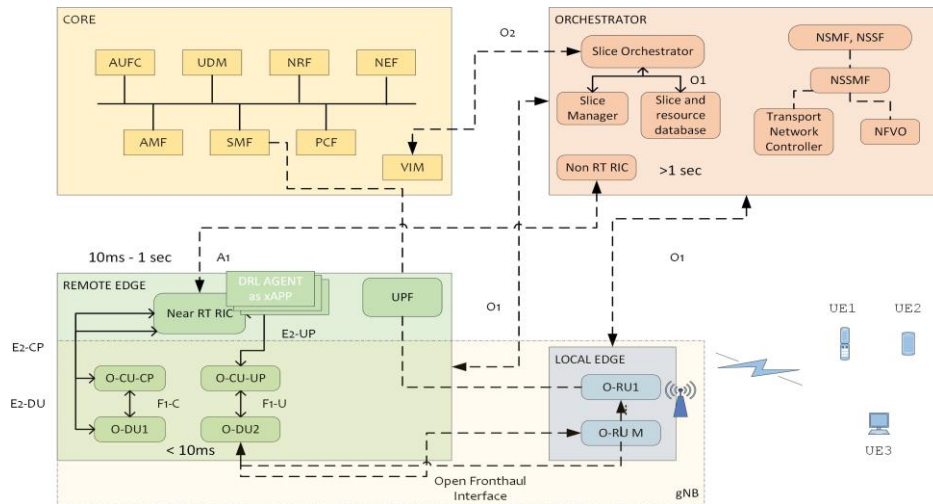 CORE
AUFC
UDM
NRF
NEF
AMF
SMF
PCF
VIM
O2
ORCHESTRATOR
Slice Orchestrator
O1
Slice
Manager
Slice and
resource
database
NSMF, NSSF
NSSMF
Transport
Network
Controller
NFVO
Non RT RIC
>1 sec
10ms - 1 sec
A1
O1
O1
REMOTE EDGE
DRL AGENT
as xAPP
Near RT RIC
UPF
E2-UP
E2-CP
O-CU-CP
O-CU-UP
E2-DU
F1-C
F1-U
O-DU1
O-DU2
< 10ms
LOCAL EDGE
O-RU1
O-RU M
Open Fronthaul
Interface
gNB
UE1
UE2
UE3